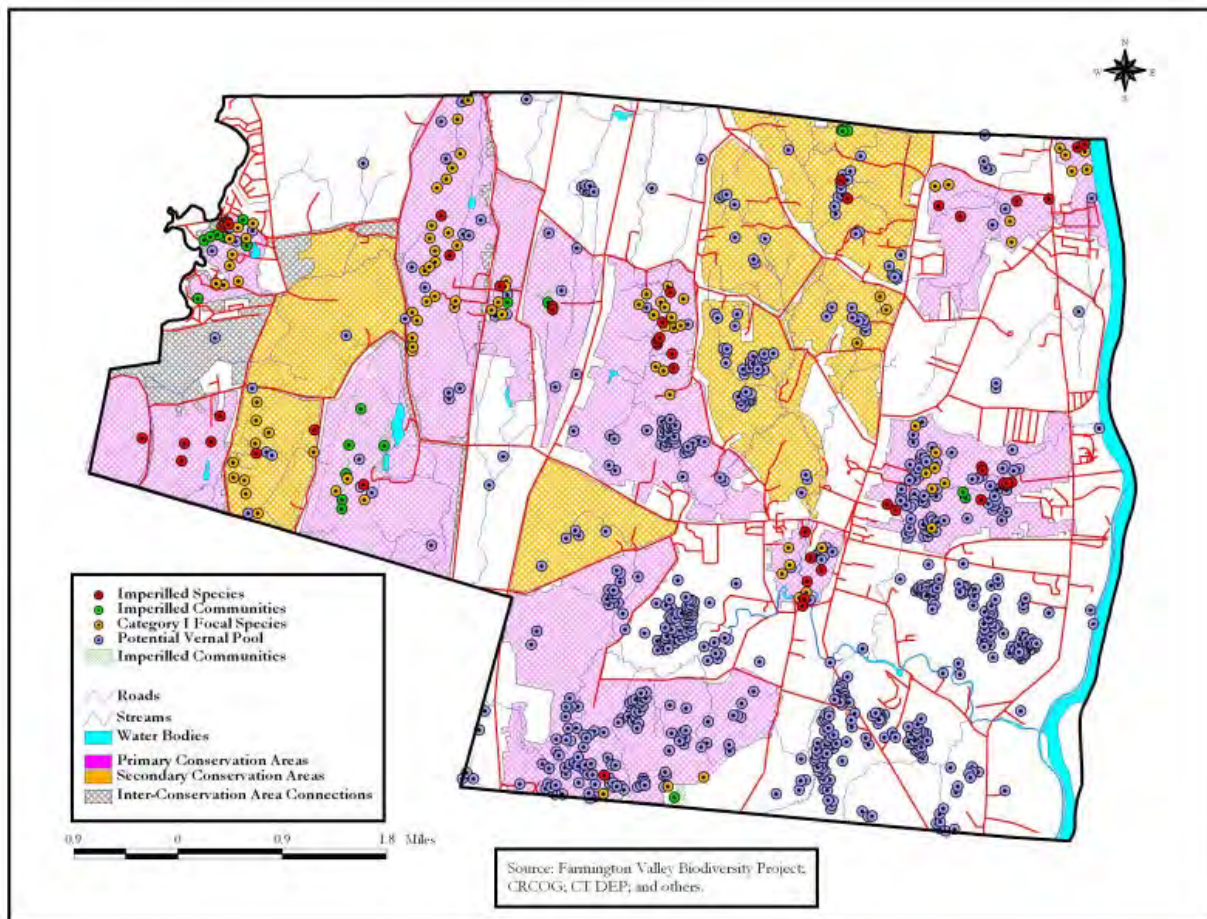 N
W E
S
Imperilled Species
Imperilled Communities
Category I Focal Species
Potential Vernal Pool
Imperilled Communities
Roads
Streams
Water Bodies
Primary Conservation Areas
Secondary Conservation Areas
Inter-Conservation Area Connections
0.9 0 0.9 1.8 Miles
Source: Farmington Valley Biodiversity Project;
CRCOG; CT DEP; and others.